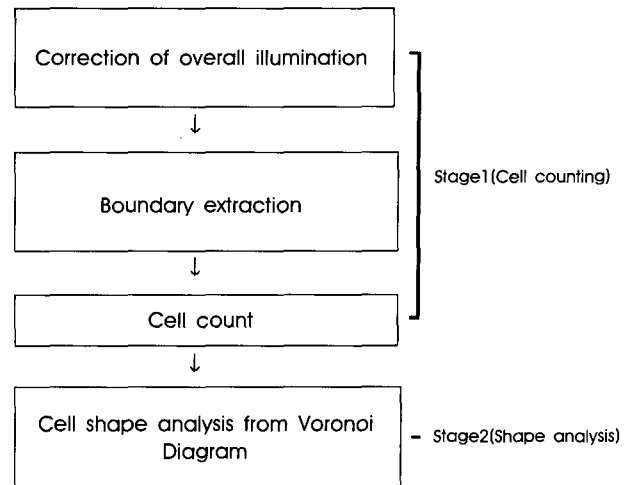 Correction of overall illumination
Boundary extraction
Stage1(Cell counting)
Cell count
Cell shape analysis from Voronoi
Diagram
Stage2(Shape analysis)